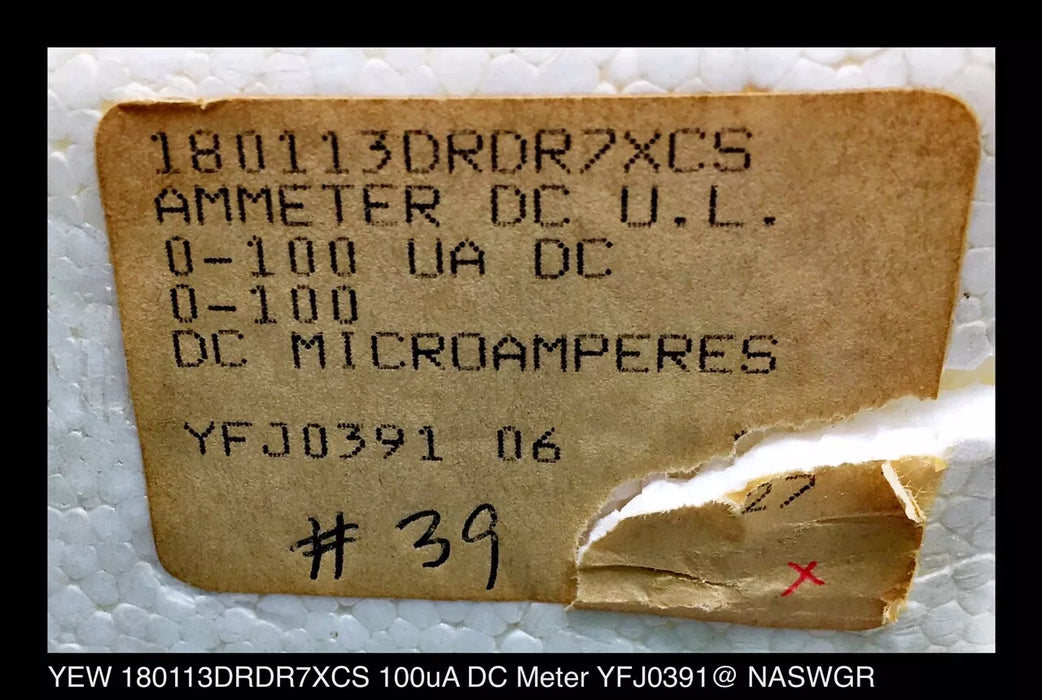 180113DRDR7XCS
AMMETER DC U.L.
0-100 UA DC
0-100
DC MICROAMPERES
YFJ0391 06
27
# 39
X
YEW 180113DRDR7XCS 100uA DC Meter YFJ0391@ NASWGR